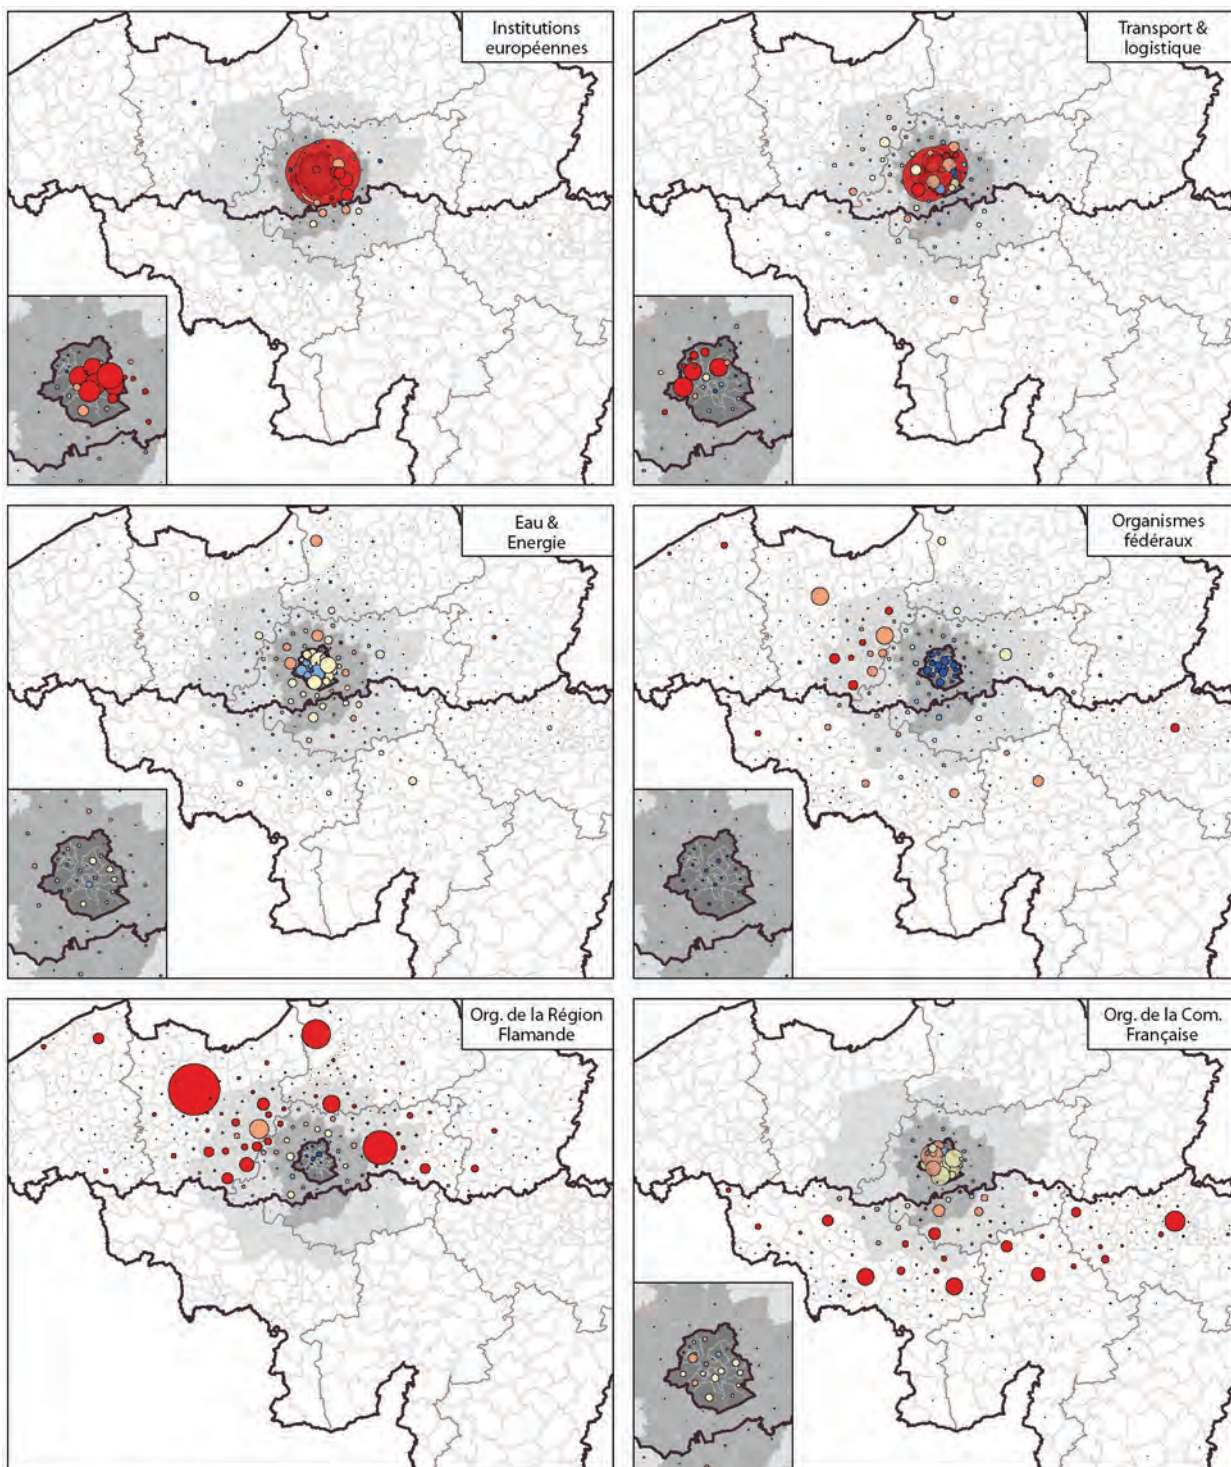 Institutions
européennes
Transport &
logistique
Eau &
Energie
Organismes
fédéraux
Org. de la Région
Flamande
Org. de la Com.
Française